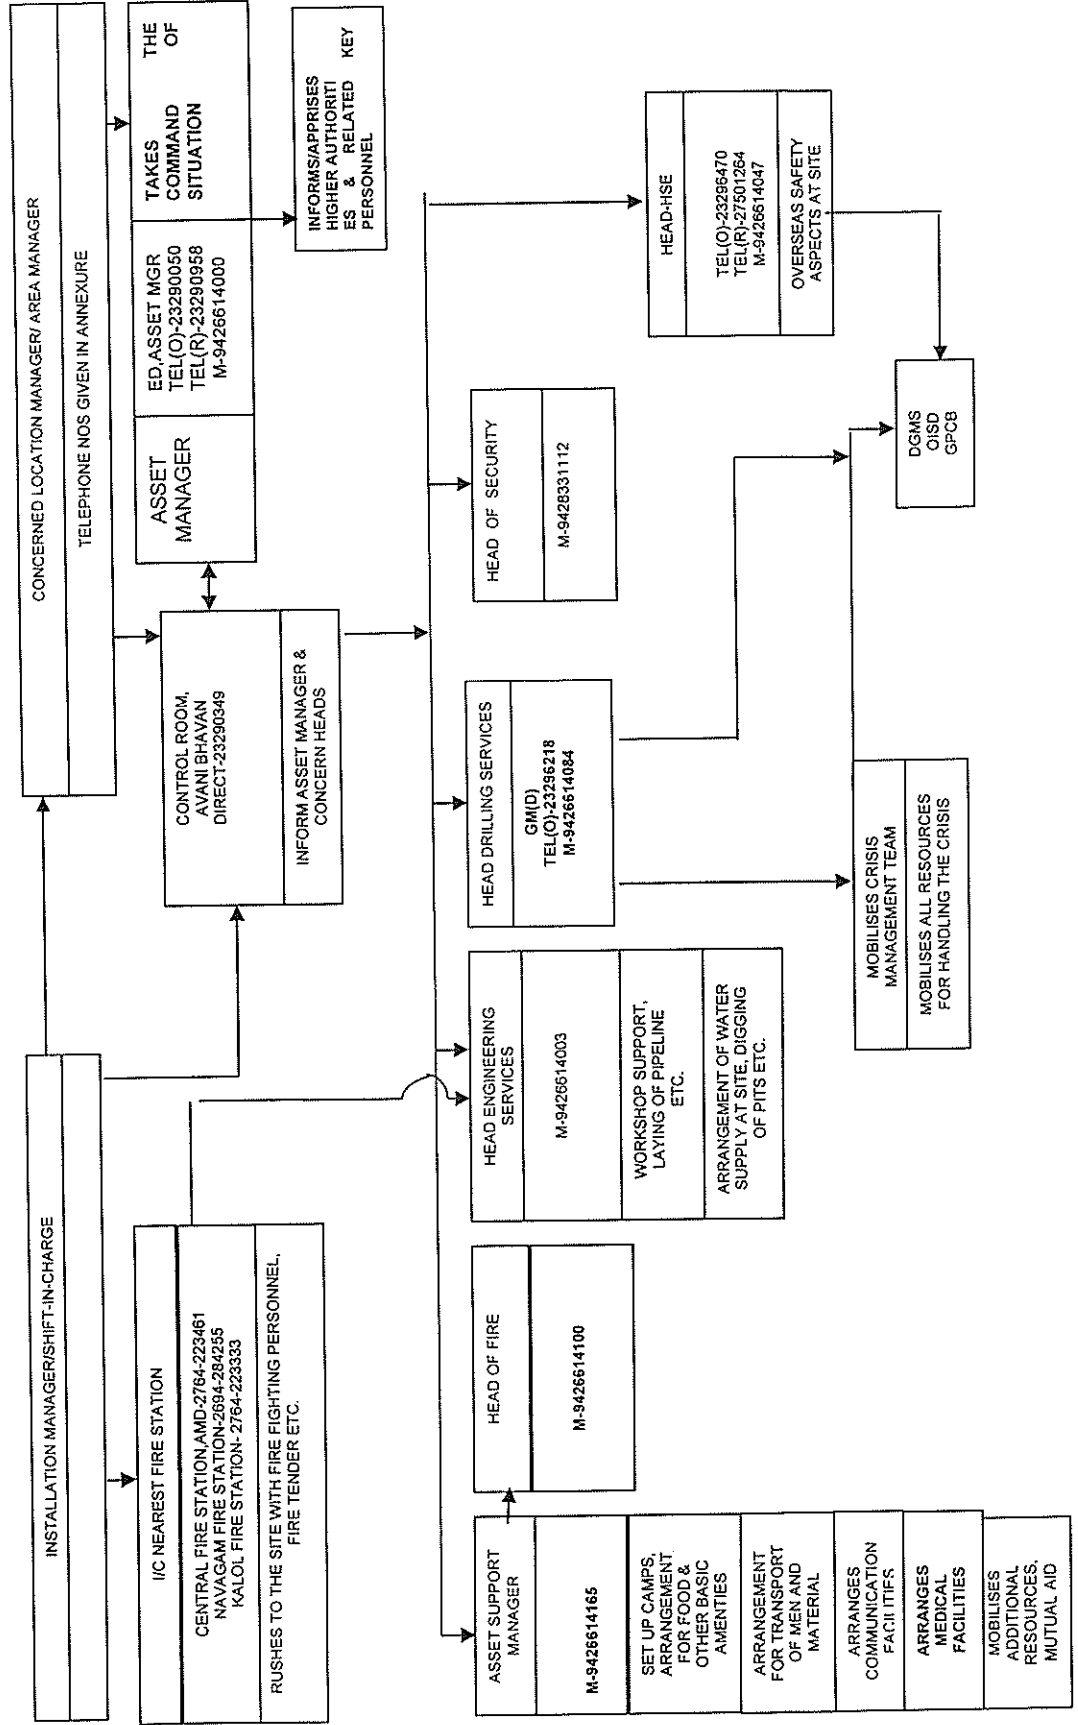 INSTALLATION MANAGER/SHIFT-IN-CHARGE
CONCERNED LOCATION MANAGER/ AREA MANAGER
TELEPHONE NOS GIVEN IN ANNEXURE
I/C NEAREST FIRE STATION
CENTRAL FIRE STATION,AMD-2764-223461
NAVAGAM FIRE STATION-2694-284255
KALOL FIRE STATION- 2764-223333
RUSHES TO THE SITE WITH FIRE FIGHTING PERSONNEL,
FIRE TENDER ETC.
CONTROL ROOM,
AVANI BHAVAN
DIRECT-23290349
INFORM ASSET MANAGER &
CONCERN HEADS
ASSET
MANAGER
ED,ASSET MGR
TEL(O)-23290050
TEL(R)-23290958
M-9426614000
TAKES THE
COMMAND OF
SITUATION
INFORMS/APPRISES
HIGHER AUTHORITI
ES & RELATED KEY
PERSONNEL
ASSET SUPPORT
MANAGER
M-9426614165
SET UP CAMPS,
ARRANGEMENT
FOR FOOD &
OTHER BASIC
AMENTIES
ARRANGEMENT
FOR TRANSPORT
OF MEN AND
MATERIAL
ARRANGES
COMMUNICATION
FACILITIES
ARRANGES
MEDICAL
FACILITIES
MOBILISES
ADDITIONAL
RESOURCES,
MUTUAL AID
HEAD OF FIRE
M-9426614100
HEAD ENGINEERING
SERVICES
M-9426614003
WORKSHOP SUPPORT,
LAYING OF PIPELINE
ETC.
ARRANGEMENT OF WATER
SUPPLY AT SITE, DIGGING
OF PITS ETC.
HEAD DRILLING SERVICES
GM(D)
TEL(O)-23296218
M-9426614084
HEAD OF SECURITY
M-9428331112
HEAD-HSE
TEL(O)-23296470
TEL(R)-27501264
M-9426614047
OVERSEAS SAFETY
ASPECTS AT SITE
MOBILISES CRISIS
MANAGEMENT TEAM
MOBILISES ALL RESOURCES
FOR HANDLING THE CRISIS
DGMS
OISD
GPCB